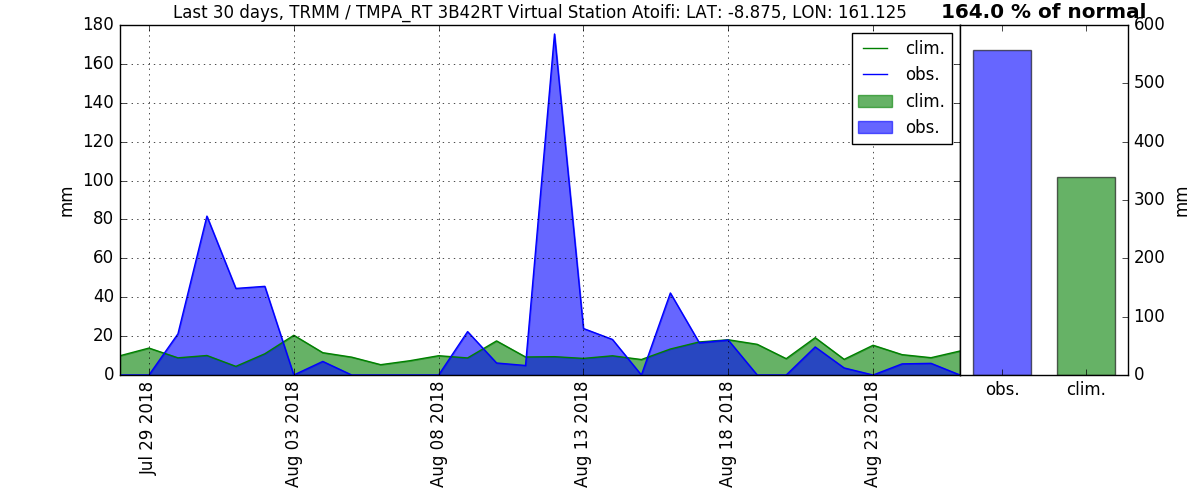 Last 30 days, TRMM / TMPA_RT 3B42RT Virtual Station Atoifi: LAT: -8.875, LON: 161.125
164.0 % of normal
180
160
140
120
100
80
60
40
20
0
mm
clim.
obs.
clim.
obs.
Jul 29 2018
Aug 03 2018
Aug 08 2018
Aug 13 2018
Aug 18 2018
Aug 23 2018
600
500
400
300
200
100
0
mm
obs.
clim.